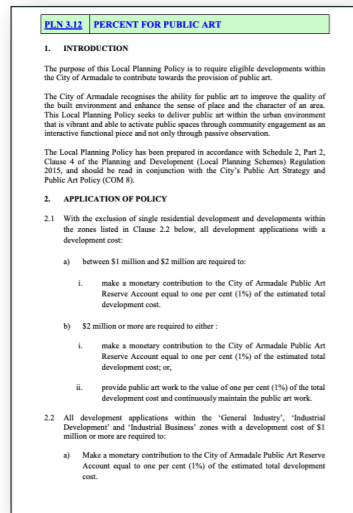 PLN 3.12 PERCENT FOR PUBLIC ART
1. INTRODUCTION
The purpose of this Local Planning Policy is to require eligible developments within
the City of Armadale to contribute towards the provision of public art.
The City of Armadale recognises the ability for public art to improve the quality of
the built environment and enhance the sense of place and the character of an area.
This Local Planning Policy seeks to deliver public art within the urban environment
that is vibrant and able to activate public spaces through community engagement as an
interactive functional piece and not only through passive observation.
The Local Planning Policy has been prepared in accordance with Schedule 2, Part 2,
Clause 4 of the Planning and Development (Local Planning Schemes) Regulation
2015, and should be read in conjunction with the City's Public Art Strategy and
Public Art Policy (COM 8).
2. APPLICATION OF POLICY
2.1 With the exclusion of single residential development and developments within
the zones listed in Clause 2.2 below, all development applications with a
development cost:
a) between $1 million and $2 million are required to:
i. make a monetary contribution to the City of Armadale Public Art
Reserve Account equal to one per cent (1%) of the estimated total
development cost.
b) $2 million or more are required to either :
i. make a monetary contribution to the City of Armadale Public Art
Reserve Account equal to one per cent (1%) of the estimated total
development cost; or,
ii. provide public art work to the value of one per cent (1%) of the total
development cost and continuously maintain the public art work.
2.2 All development applications within the 'General Industry', 'Industrial
Development' and 'Industrial Business' zones with a development cost of $1
million or more are required to:
a) Make a monetary contribution to the City of Armadale Public Art Reserve
Account equal to one per cent (1%) of the estimated total development
cost.